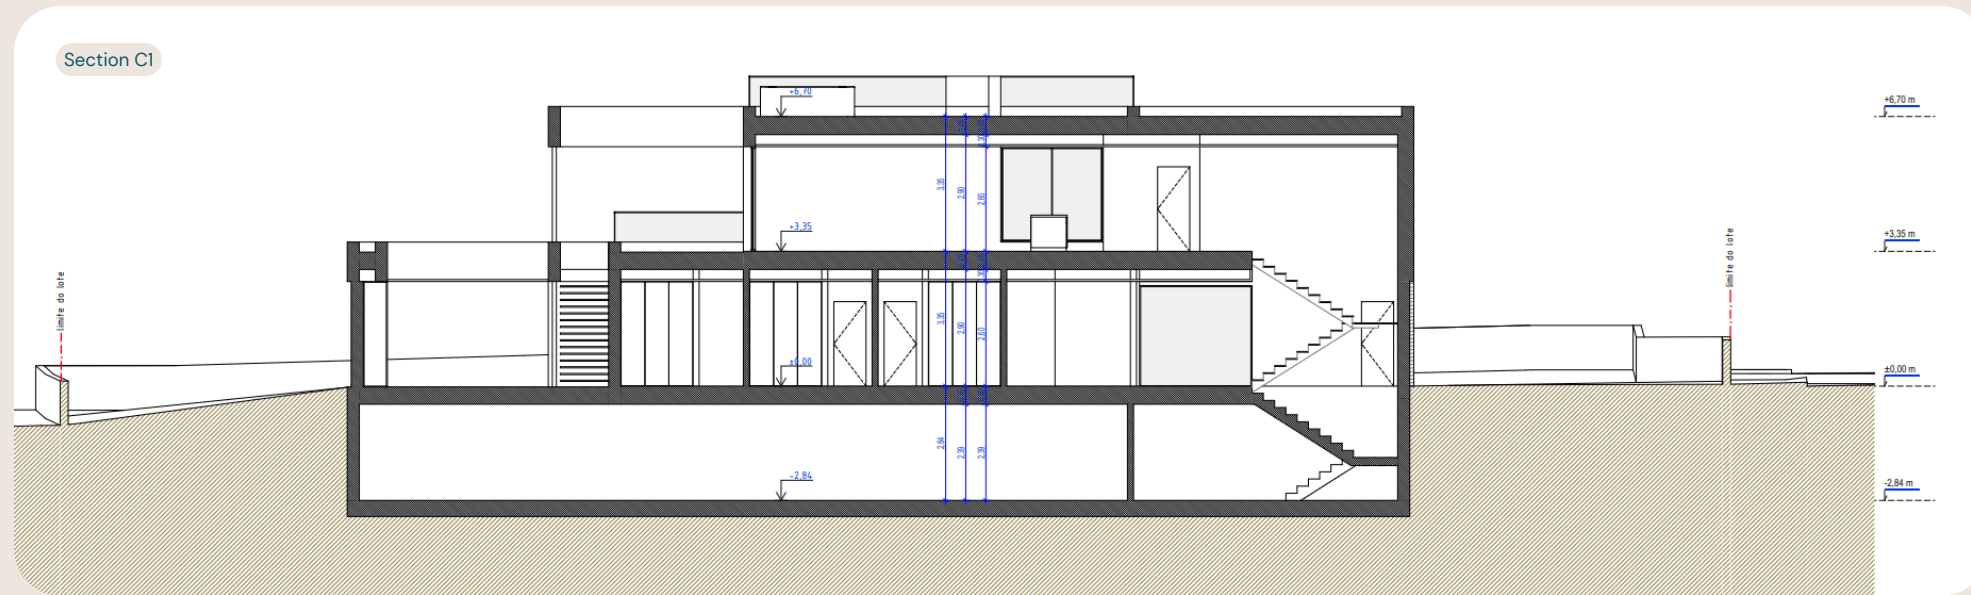 Section C1
+6,70
+6,70 m
3,35
2,90
2,60
+3,35
+3,35 m
limite do lote
limite do lote
3,35
2,90
2,60
±0,00
±0,00 m
2,84
2,39
2,39
-2,84
-2,84 m